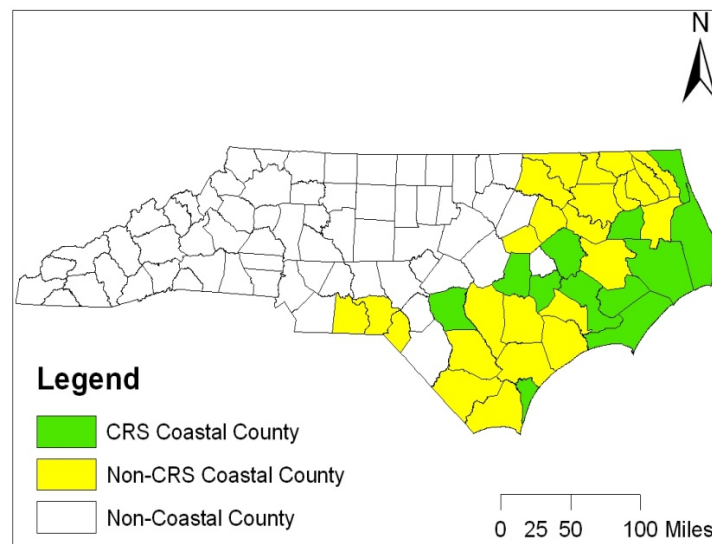 N
Legend
CRS Coastal County
Non-CRS Coastal County
Non-Coastal County
0 25 50 100 Miles